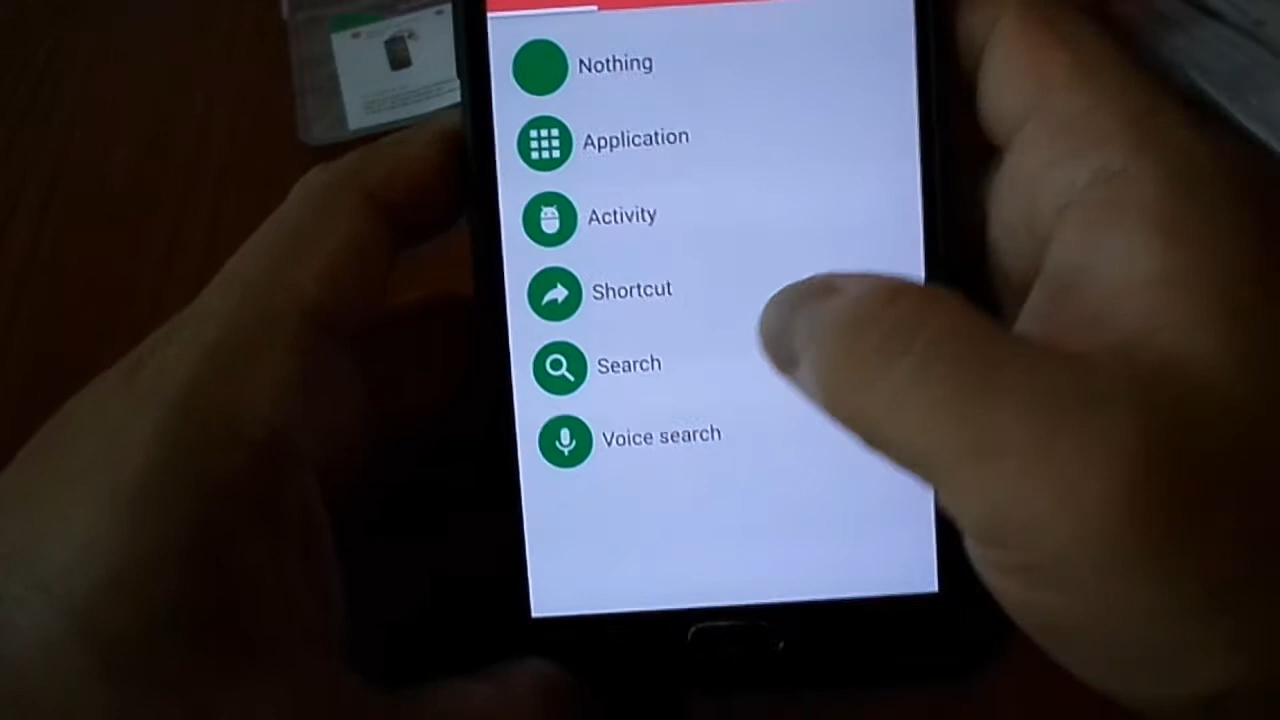 Nothing
Application
Activity
Shortcut
Search
Voice search